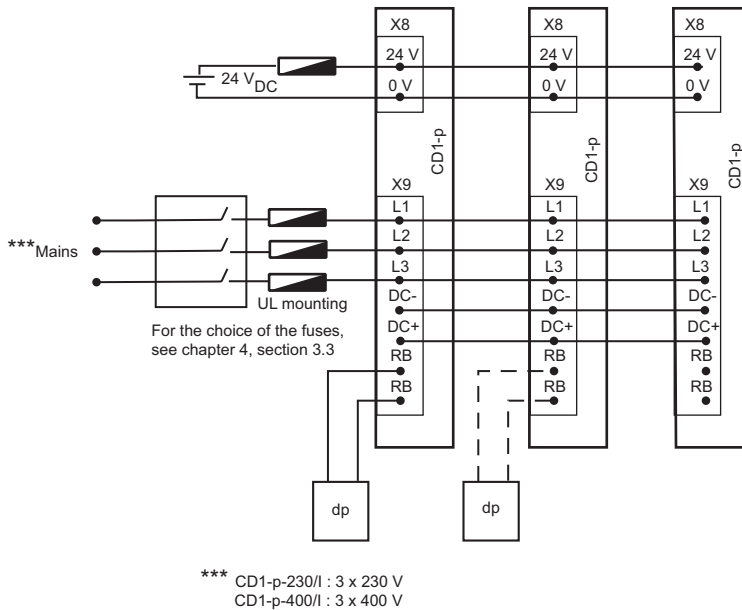 X8 X8 X8
24 V 24 V 24 V
24 VDC
0 V 0 V 0 V
CD1-p CD1-p CD1-p
X9 X9 X9
L1 L1 L1
***Mains
L2 L2 L2
L3 L3 L3
UL mounting
DC- DC- DC-
For the choice of the fuses,
see chapter 4, section 3.3
DC+ DC+ DC+
RB RB RB
RB RB RB
dp dp
*** CD1-p-230/I : 3 x 230 V
CD1-p-400/I : 3 x 400 V